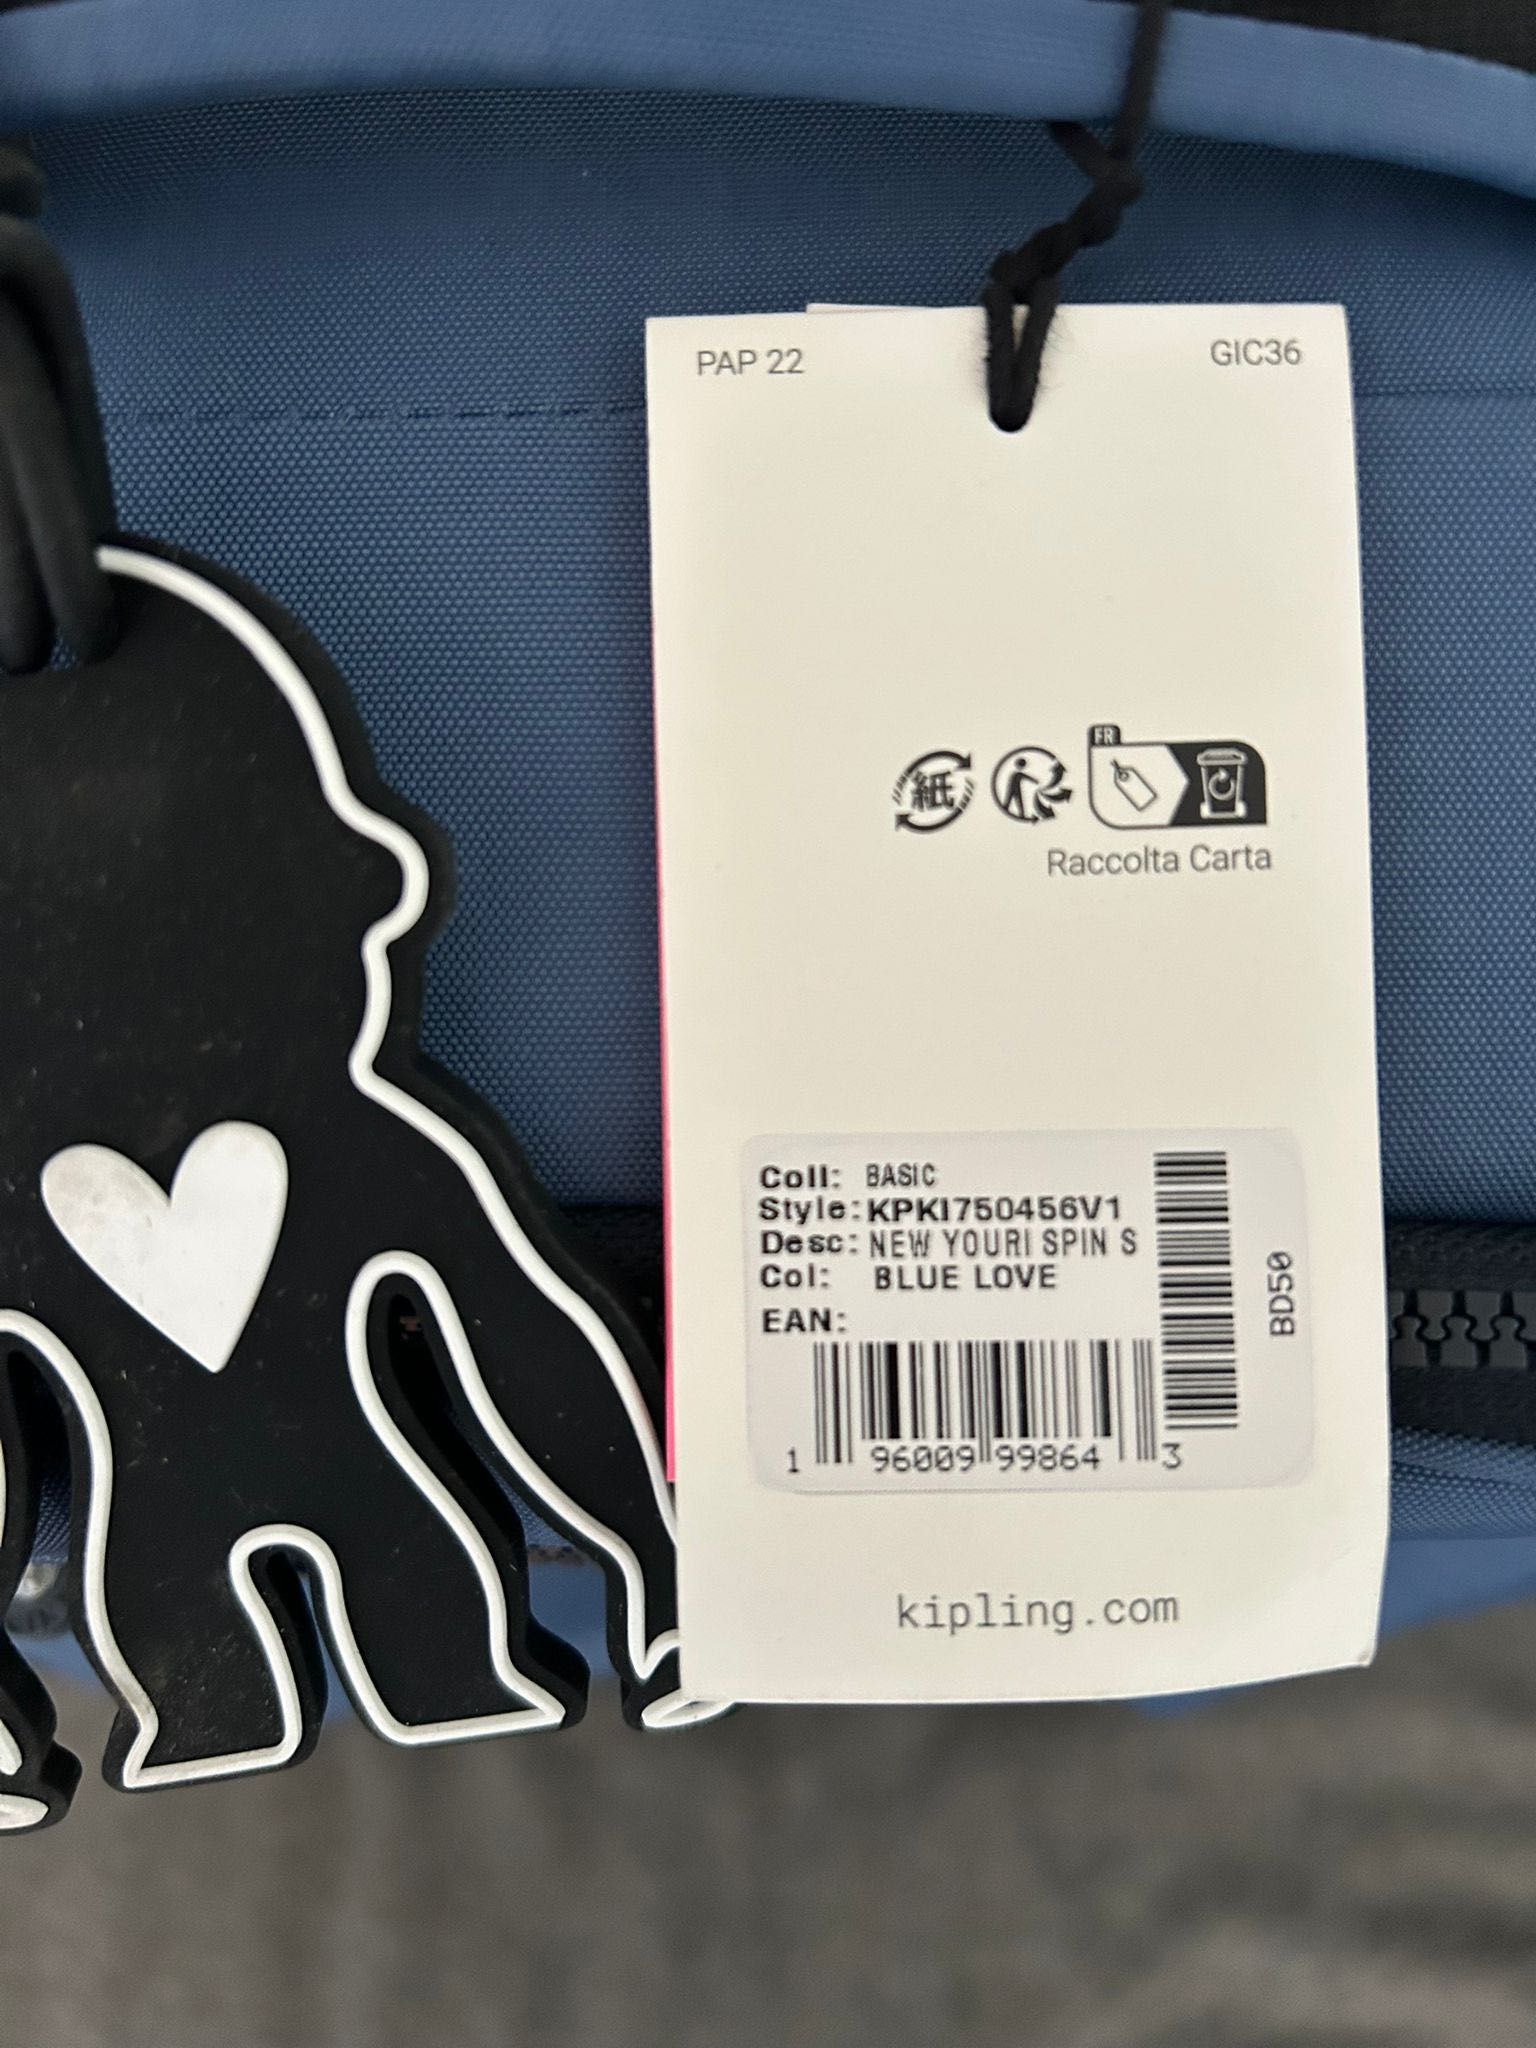 PAP 22
GIC36
紙
FR
Raccolta Carta
Coll: BASIC
Style: KPKI750456V1
Desc: NEW YOURI SPIN S
Col: BLUE LOVE
EAN:
BD50
1 96009 99864 3
kipling.com